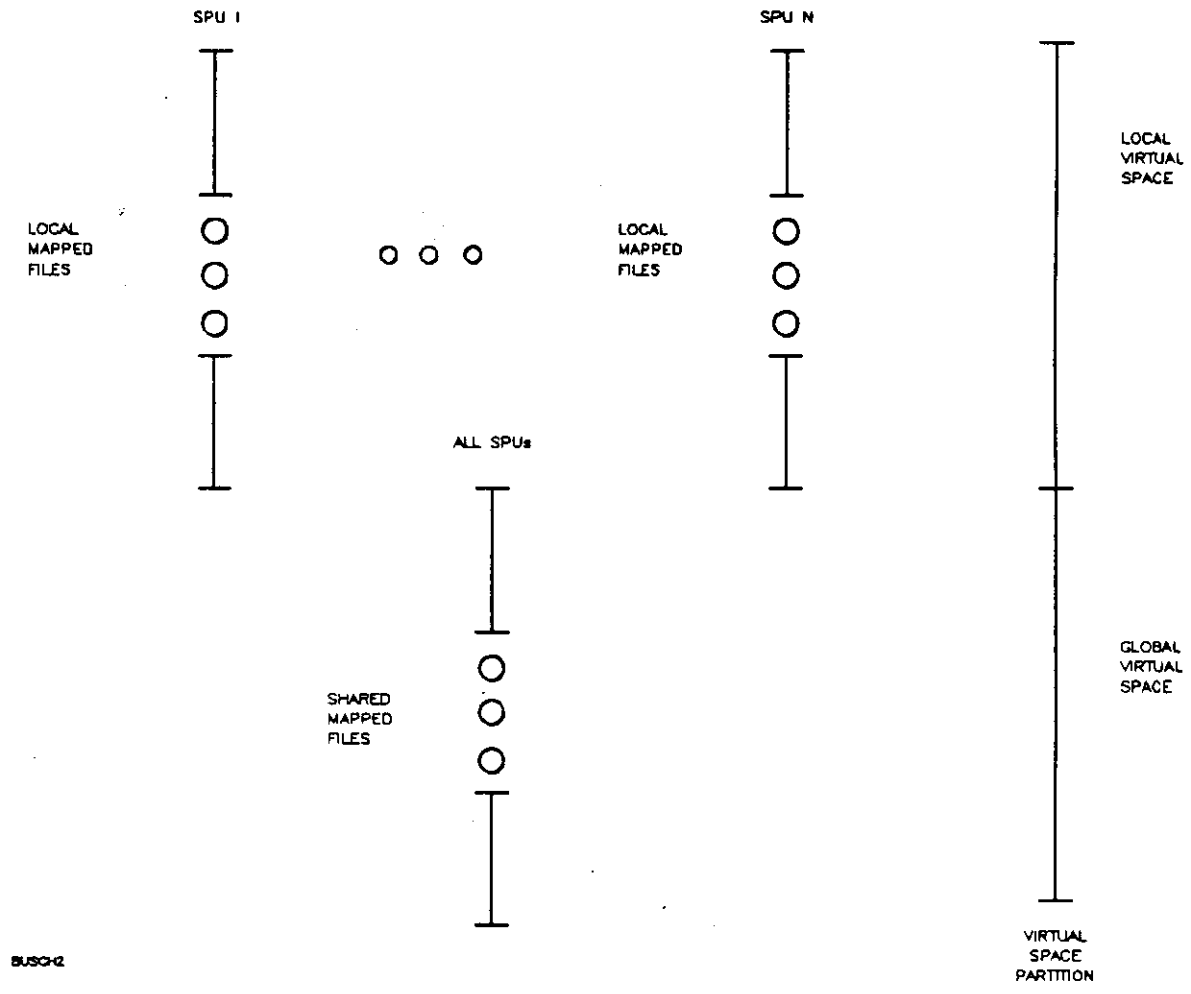 SPU 1
SPU N
LOCAL
VIRTUAL
SPACE
LOCAL
MAPPED
FILES
LOCAL
MAPPED
FILES
ALL SPUs
GLOBAL
VIRTUAL
SPACE
SHARED
MAPPED
FILES
VIRTUAL
SPACE
PARTITION
BUSCH2